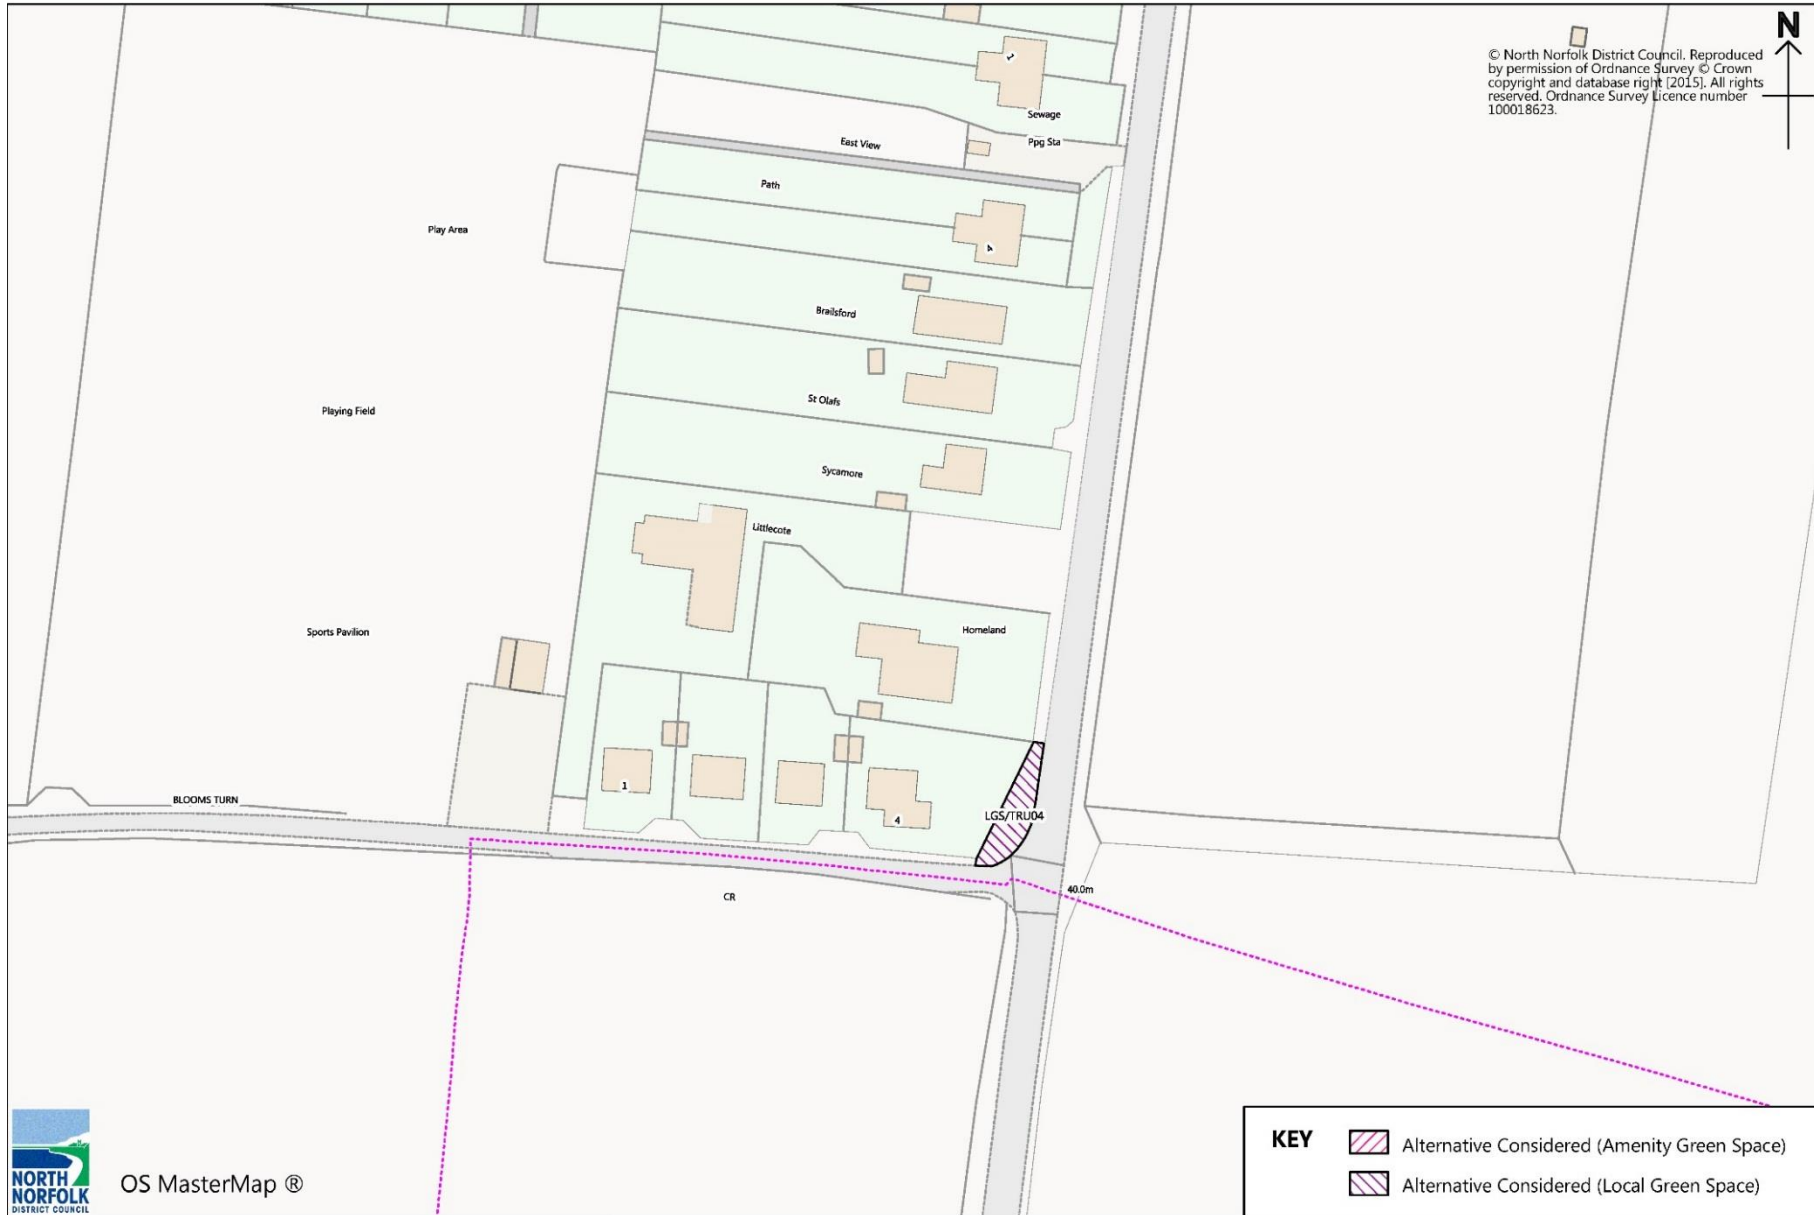 N
© North Norfolk District Council. Reproduced
by permission of Ordnance Survey © Crown
copyright and database right [2015]. All rights
reserved. Ordnance Survey Licence number
100018623.
1
Sewage
Ppg Sta
East View
Path
Play Area
4
Brailsford
St Olafs
Playing Field
Sycamore
Littlecote
Sports Pavilion
Homeland
1
BLOOMS TURN
4
LGS/TRU04
40.0m
CR
KEY
Alternative Considered (Amenity Green Space)
Alternative Considered (Local Green Space)
NORTH
NORFOLK
DISTRICT COUNCIL
OS MasterMap ®